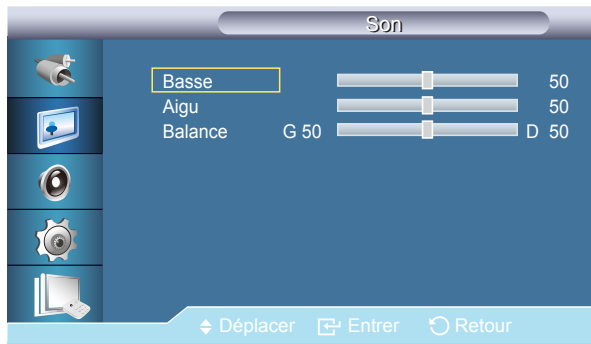 Son
Basse 50
Aigu 50
Balance G 50 D 50
Déplacer Entrer Retour